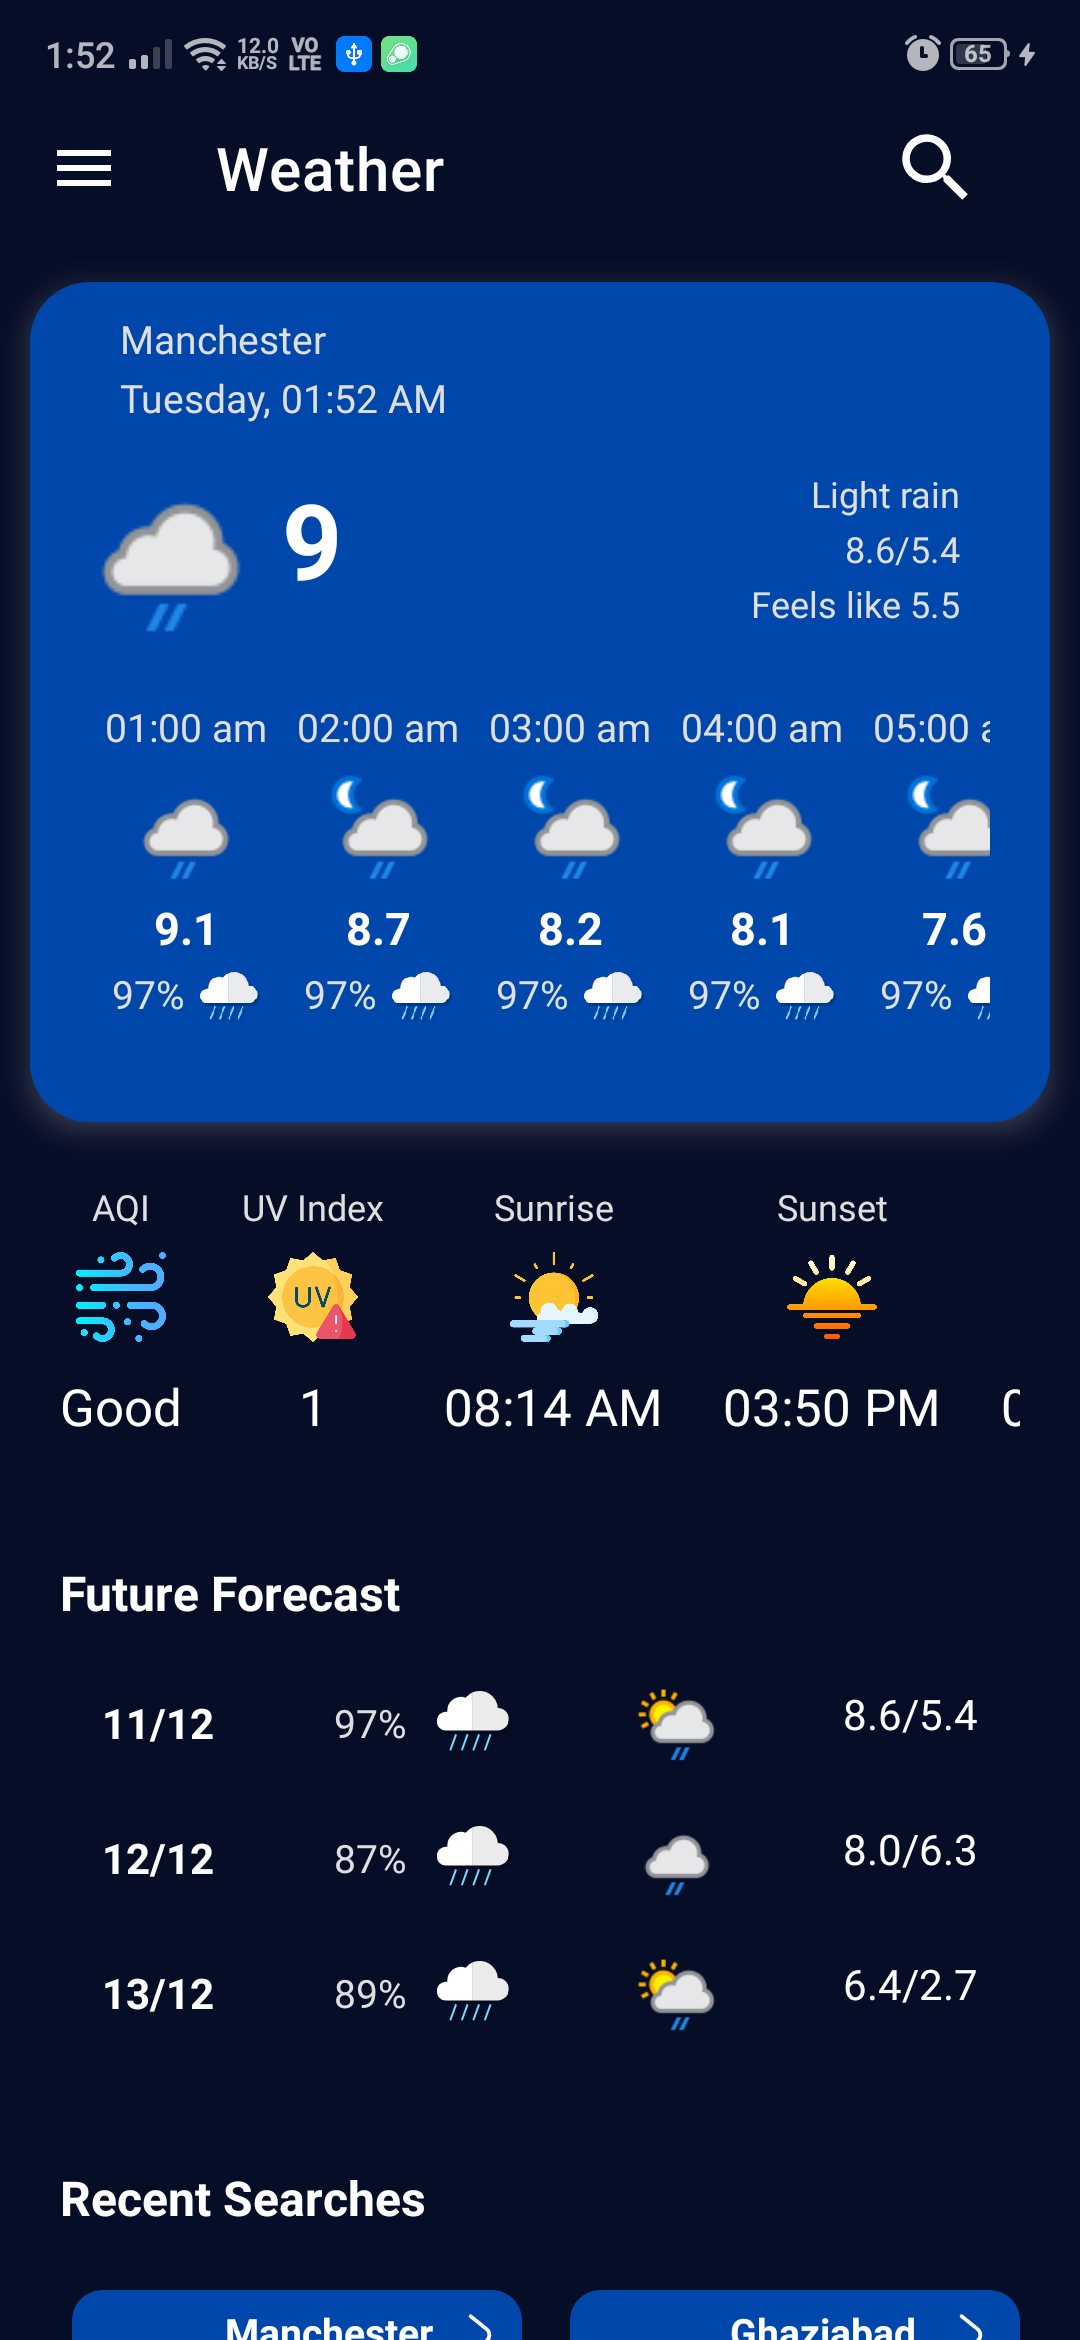 1:52 12.0 KB/S VO LTE 65
Weather
Manchester
Tuesday, 01:52 AM
9
Light rain
8.6/5.4
Feels like 5.5
01:00 am 02:00 am 03:00 am 04:00 am 05:00
9.1 8.7 8.2 8.1 7.6
97% 97% 97% 97% 97%
AQI UV Index Sunrise Sunset
UV
Good 1 08:14 AM 03:50 PM
Future Forecast
11/12 97% 8.6/5.4
12/12 87% 8.0/6.3
13/12 89% 6.4/2.7
Recent Searches
Manchester Ghaziabad